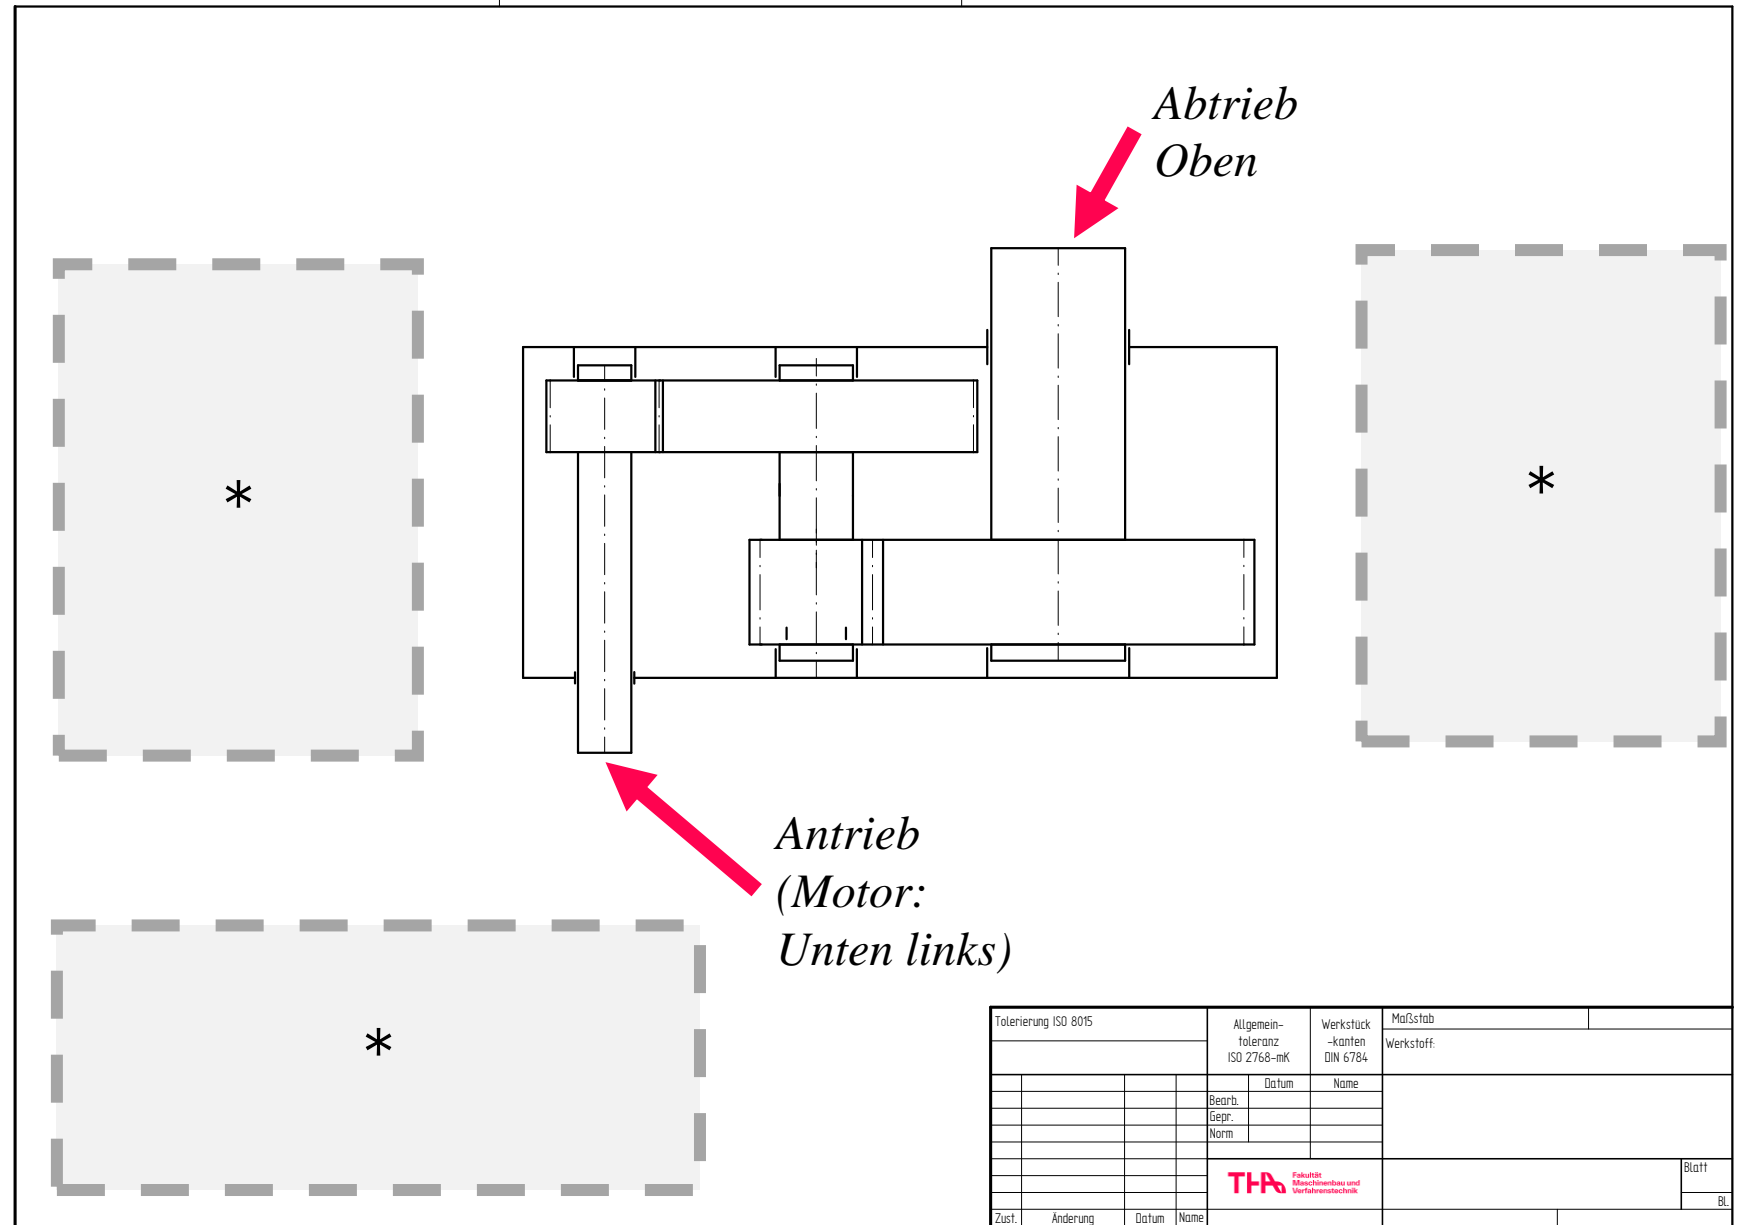 Abtrieb
Oben
*
*
Antrieb
(Motor:
Unten links)
*
Tolerierung ISO 8015
Allgemein-
toleranz
ISO 2768-mK
Werkstück
-kanten
DIN 6784
Maßstab
Werkstoff:
Datum Name
Bearb.
Gepr.
Norm
THA Fakultät
Maschinenbau und
Verfahrenstechnik
Blatt
Bl.
Zust. Änderung Datum Name